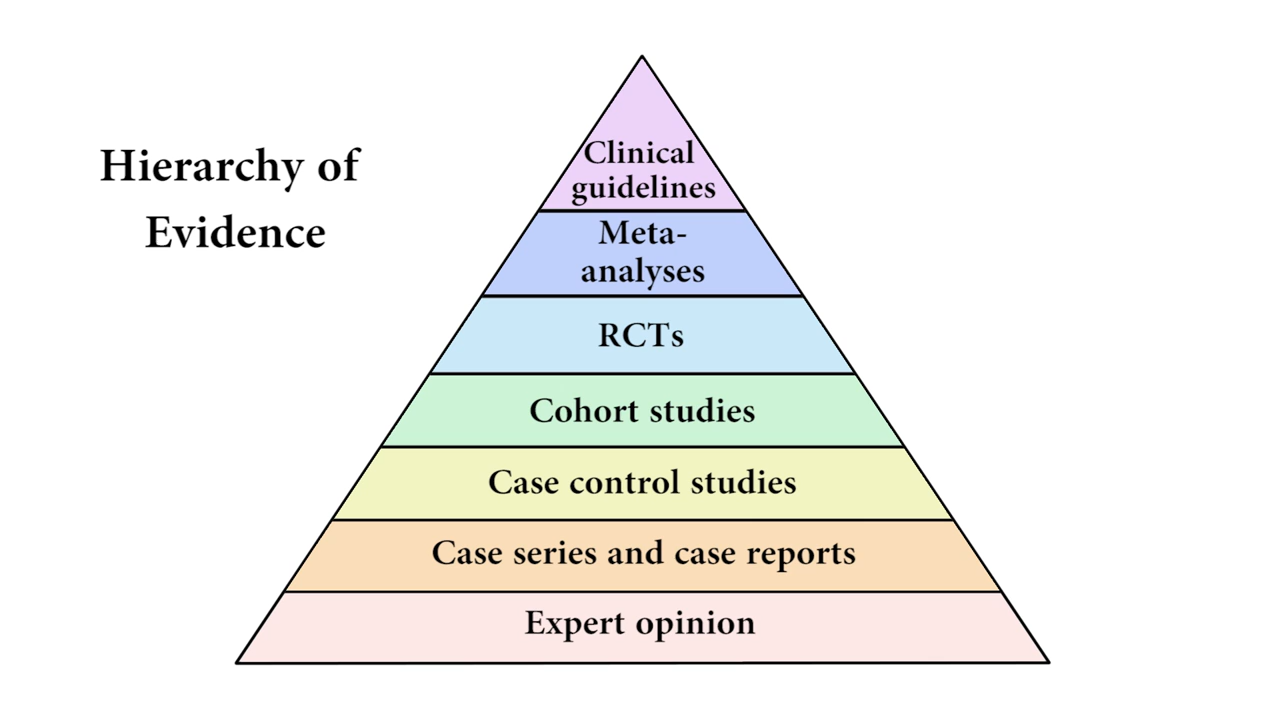 Hierarchy of
Evidence
Clinical
guidelines
Meta-
analyses
RCTs
Cohort studies
Case control studies
Case series and case reports
Expert opinion